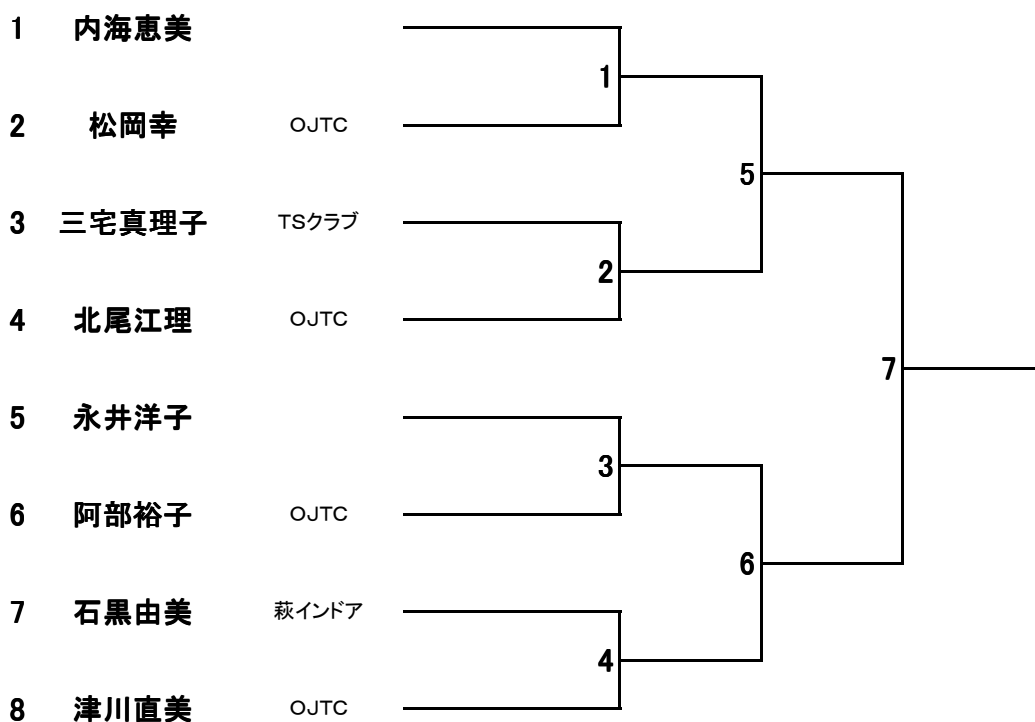 1 内海恵美
1
2 松岡幸 OJTC
5
3 三宅真理子 TSクラブ
2
4 北尾江理 OJTC
7
5 永井洋子
3
6 阿部裕子 OJTC
6
7 石黒由美 萩インドア
4
8 津川直美 OJTC